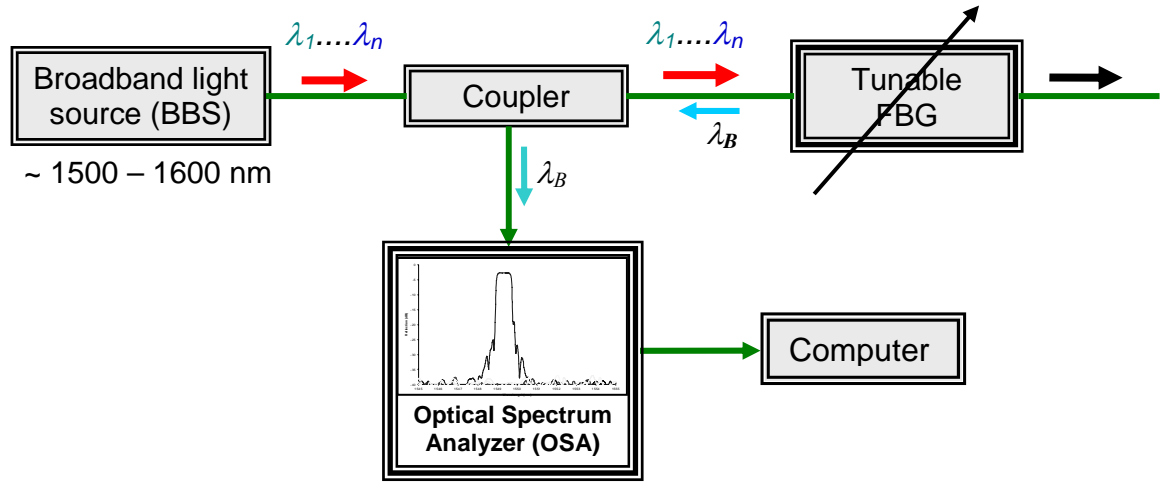 λ1....λn
λ1....λn
Broadband light
source (BBS)
Coupler
Tunable
FBG
λB
~ 1500 – 1600 nm
λB
Optical Spectrum
Analyzer (OSA)
Computer